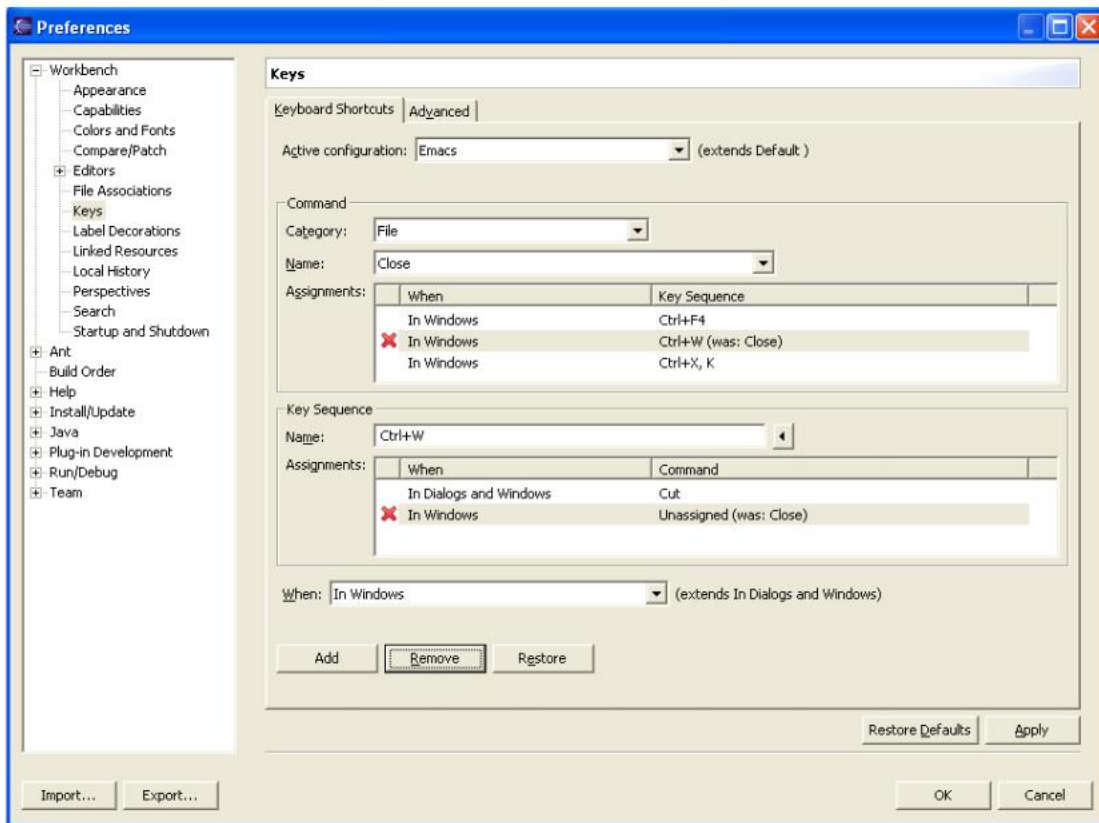 Preferences
Workbench
Appearance
Capabilities
Colors and Fonts
Compare/Patch
Editors
File Associations
Keys
Label Decorations
Linked Resources
Local History
Perspectives
Search
Startup and Shutdown
Ant
Build Order
Help
Install/Update
Java
Plug-in Development
Run/Debug
Team
Keys
Keyboard Shortcuts Advanced
Active configuration: Emacs (extends Default )
Command
Category: File
Name: Close
Assignments: When Key Sequence
In Windows Ctrl+F4
In Windows Ctrl+W (was: Close)
In Windows Ctrl+X, K
Key Sequence
Name: Ctrl+W
Assignments: When Command
In Dialogs and Windows Cut
In Windows Unassigned (was: Close)
When: In Windows (extends In Dialogs and Windows)
Add Remove Restore
Restore Defaults Apply
Import... Export... OK Cancel